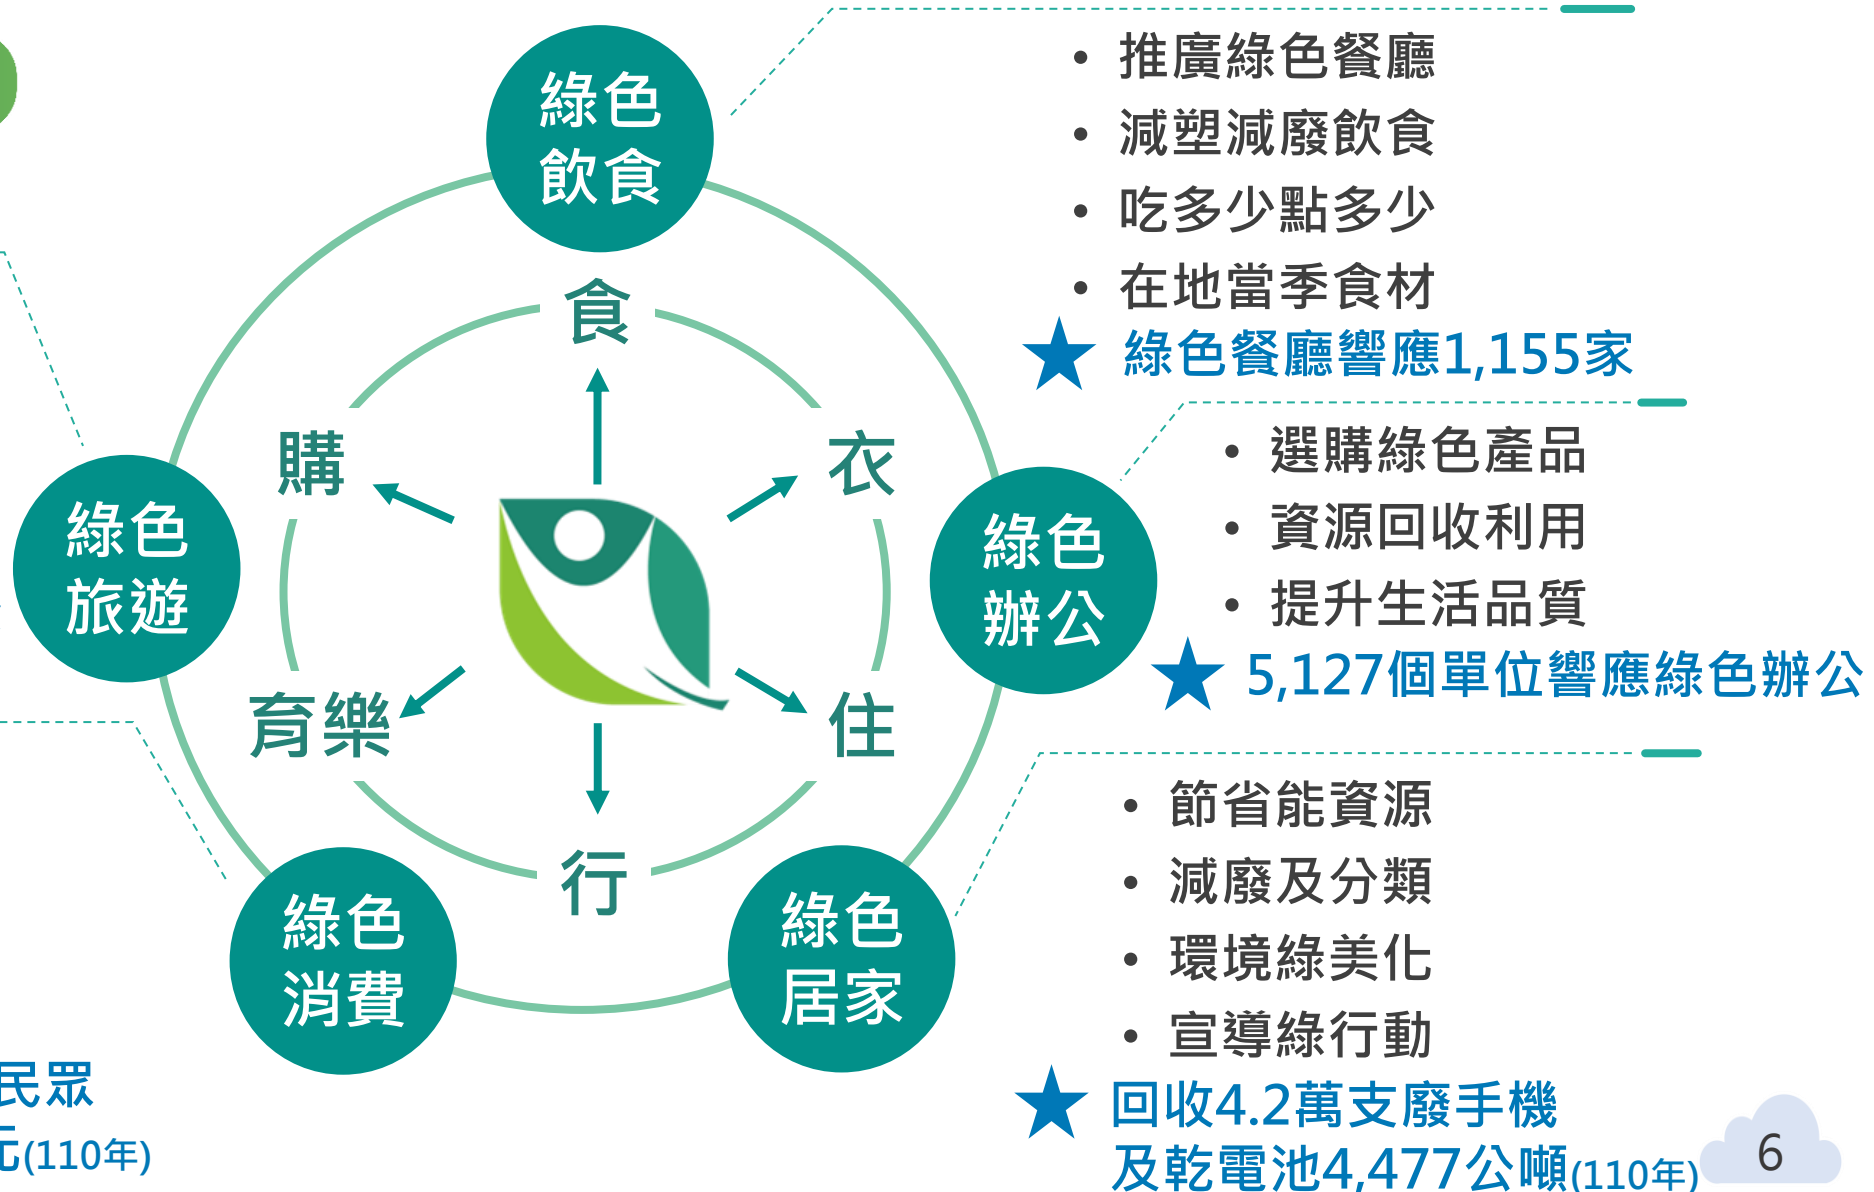 綠色
飲食
食
購
衣
育樂
住
行
綠色
旅遊
綠色
辦公
綠色
消費
綠色
居家
• 推廣綠色餐廳
• 減塑減廢飲食
• 吃多少點多少
• 在地當季食材
綠色餐廳響應1,155家
• 選購綠色產品
• 資源回收利用
• 提升生活品質
5,127個單位響應綠色辦公
• 節省能資源
• 減廢及分類
• 環境綠美化
• 宣導綠行動
回收4.2萬支廢手機
及乾電池4,477公噸(110年)
民眾
(110年)
6